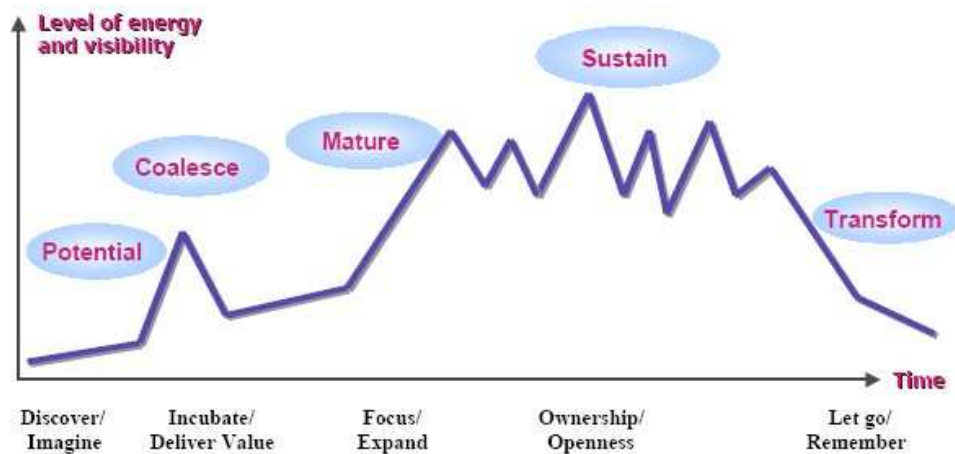 Level of energy
and visibility
Sustain
Mature
Coalesce
Potential
Transform
Time
Discover/
Imagine
Incubate/
Deliver Value
Focus/
Expand
Ownership/
Openness
Let go/
Remember